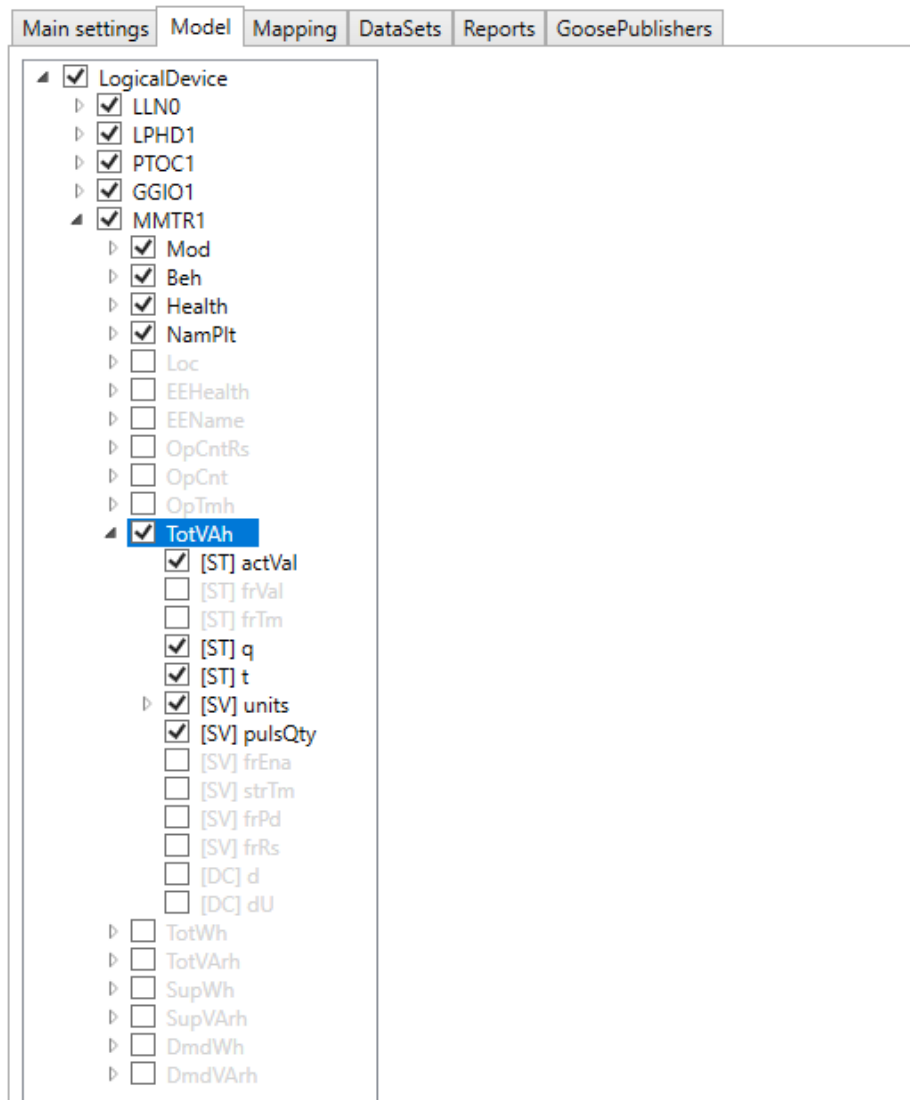 Main settings Model Mapping DataSets Reports GoosePublishers
LogicalDevice
LLN0
LPHD1
PTOC1
GGIO1
MMTR1
Mod
Beh
Health
NamPlt
Loc
EEHealth
EEName
OpCntRs
OpCnt
OpTmh
TotVAh
[ST] actVal
[ST] frVal
[ST] frTm
[ST] q
[ST] t
[SV] units
[SV] pulsQty
[SV] frEna
[SV] strTm
[SV] frPd
[SV] frRs
[DC] d
[DC] dU
TotWh
TotVArh
SupWh
SupVArh
DmdWh
DmdVArh